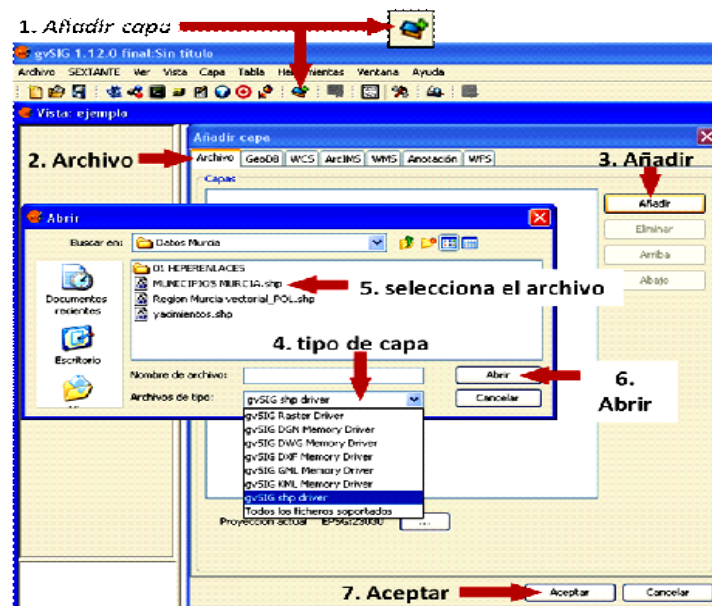 1. Añadir capa
gvSIG 1.12.0 final:Sin titulo
Archivo SEXTANTE Ver Vista Capa Tabla Herramientas Ventana Ayuda
Vista: ejemplo
Añadir capa
2. Archivo
Archivo GeoDB WCS ArcIMS WMS Anotación WFS
3. Añadir
Capas
Añadir
Eliminar
Arriba
Abajo
Abrir
Buscar en: Datos Murcia
01 HIPERENLACES
MUNICIPIOS MURCIA.shp
5. selecciona el archivo
Region Murcia vectorial_POL.shp
yacimientos.shp
Documentos recientes
Escritorio
4. tipo de capa
Nombre de archivo:
Abrir
6. Abrir
Archivos de tipo: gvSIG shp driver
Cancelar
gvSIG Raster Driver
gvSIG DGN Memory Driver
gvSIG DWG Memory Driver
gvSIG DXF Memory Driver
gvSIG GML Memory Driver
gvSIG KML Memory Driver
gvSIG shp driver
Todos los ficheros soportados
Proyección actual EPSG:23030 ...
7. Aceptar
Aceptar
Cancelar